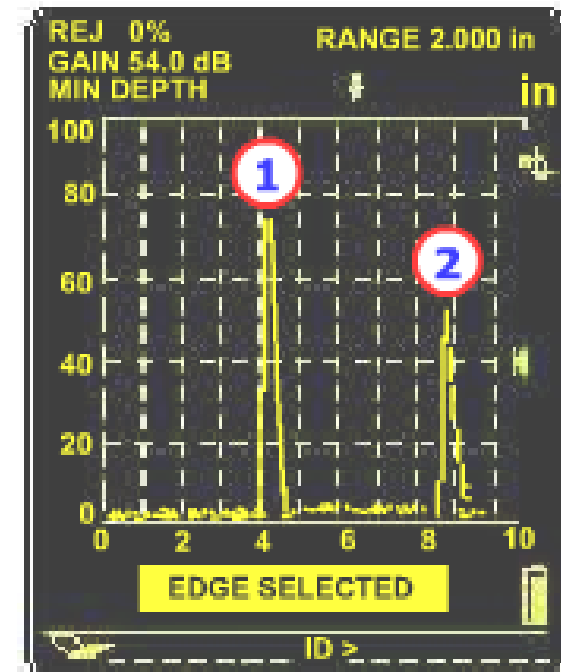 REJ 0%
RANGE 2.000 in
GAIN 54.0 dB
MIN DEPTH
in
100
80
60
40
20
0
1
2
0 2 4 6 8 10
EDGE SELECTED
ID >